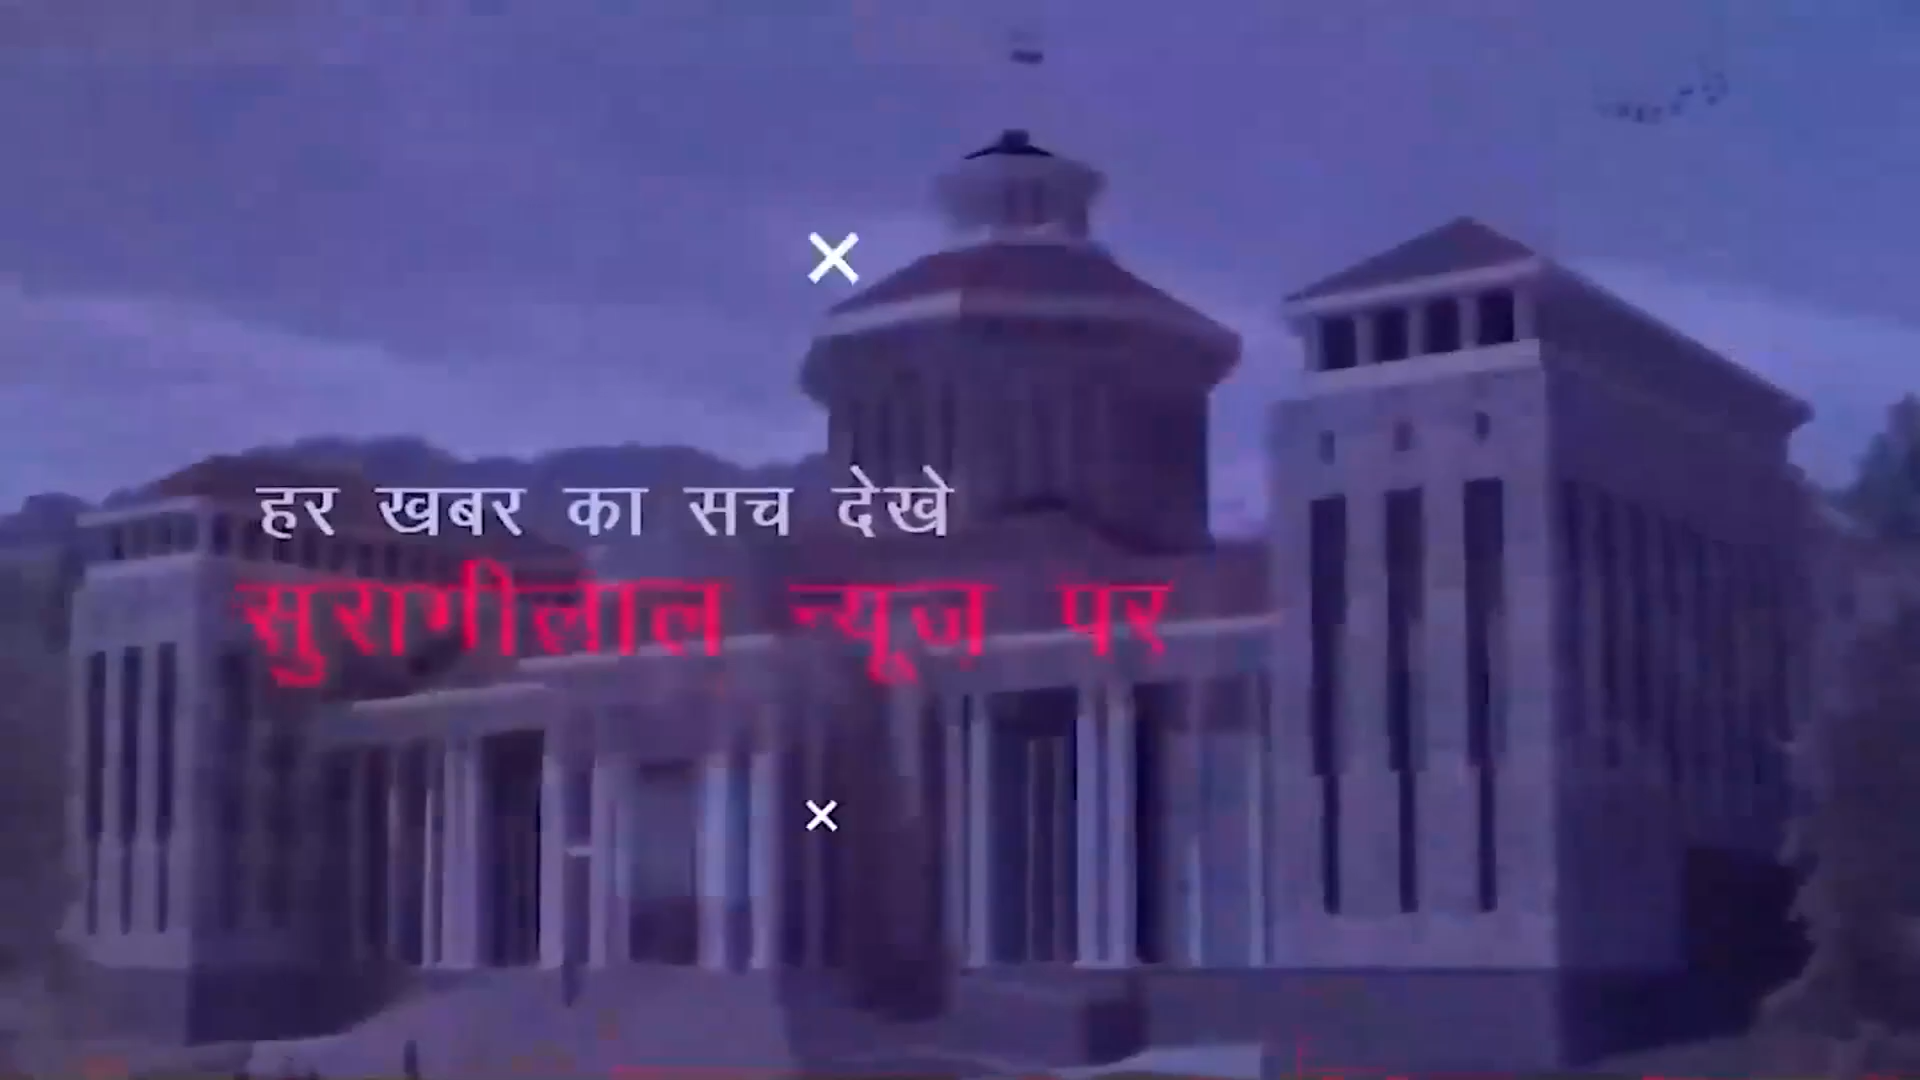 हर खबर का सच देखे
सुरागीलाल न्यूज़ पर